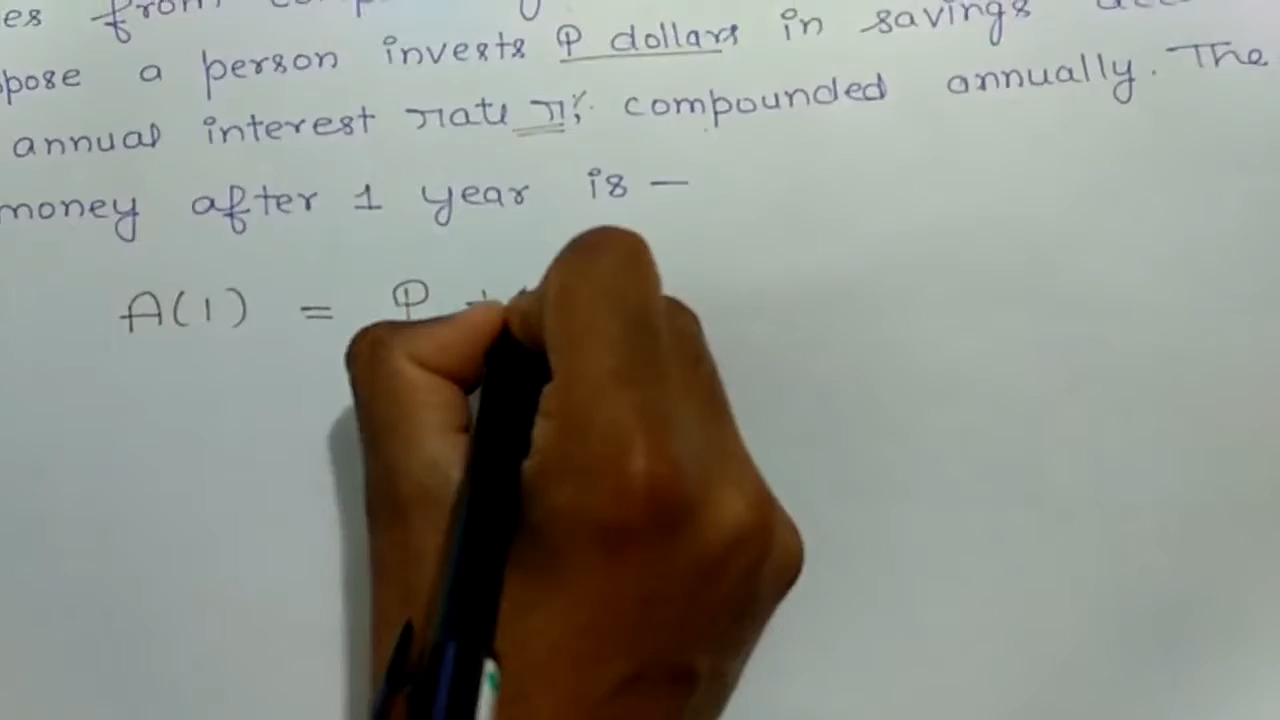 es from
pose a person invests P dollars in savings
annual interest rate r% compounded annually. The
money after 1 year is —
A(1) = P +